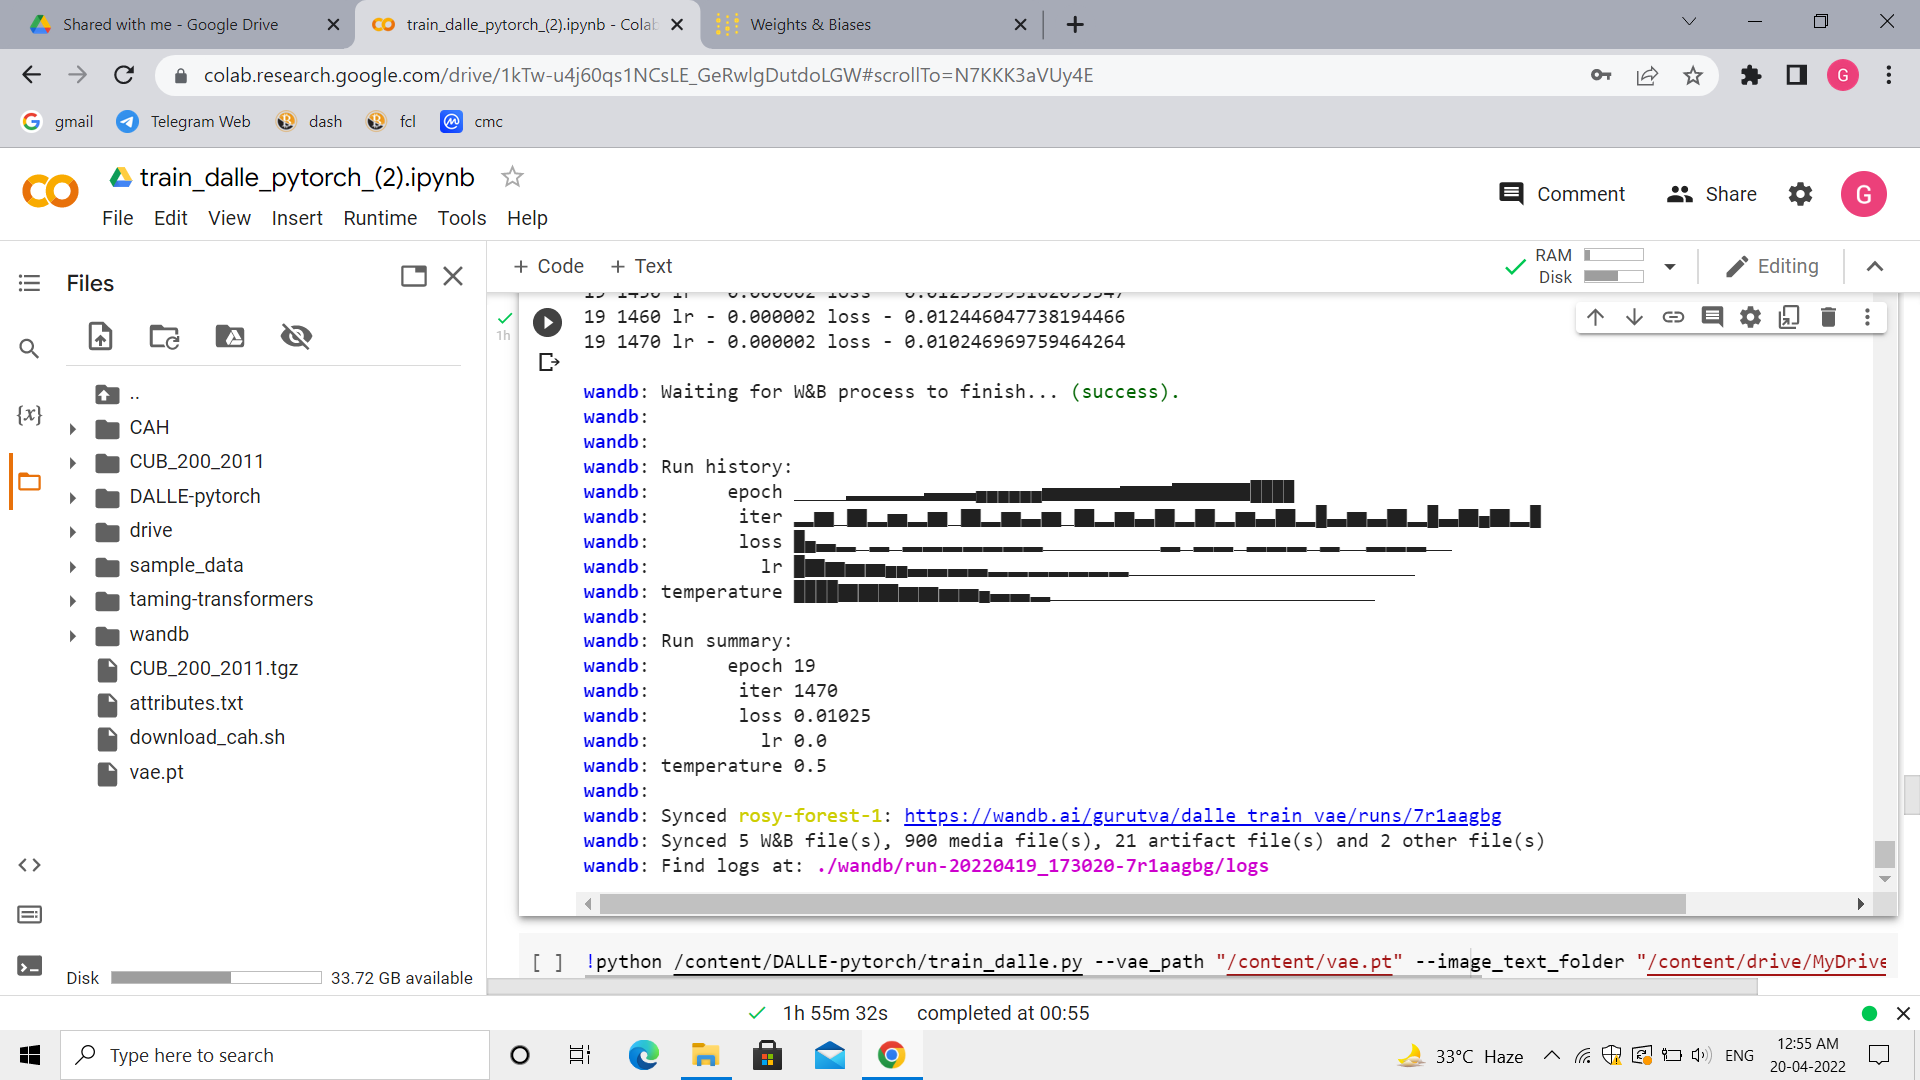 Shared with me - Google Drive
train_dalle_pytorch_(2).ipynb - Colab
Weights & Biases
colab.research.google.com/drive/1kTw-u4j60qs1NCsLE_GeRwlgDutdoLGW#scrollTo=N7KKK3aVUy4E
G
gmail
Telegram Web
dash
fcl
cmc
train_dalle_pytorch_(2).ipynb
Comment
Share
G
File Edit View Insert Runtime Tools Help
Files
+ Code + Text
RAM
Disk
Editing
{x}
..
CAH
CUB_200_2011
DALLE-pytorch
drive
sample_data
taming-transformers
wandb
CUB_200_2011.tgz
attributes.txt
download_cah.sh
vae.pt
Disk
33.72 GB available
1h
19 1460 lr - 0.000002 loss - 0.012446047738194466
19 1470 lr - 0.000002 loss - 0.010246969759464264
wandb: Waiting for W&B process to finish... (success).
wandb:
wandb:
wandb: Run history:
wandb: epoch
wandb: iter
wandb: loss
wandb: lr
wandb: temperature
wandb:
wandb: Run summary:
wandb: epoch 19
wandb: iter 1470
wandb: loss 0.01025
wandb: lr 0.0
wandb: temperature 0.5
wandb:
wandb: Synced rosy-forest-1: https://wandb.ai/gurutva/dalle_train_vae/runs/7r1aagbg
wandb: Synced 5 W&B file(s), 900 media file(s), 21 artifact file(s) and 2 other file(s)
wandb: Find logs at: ./wandb/run-20220419_173020-7r1aagbg/logs
[ ] !python /content/DALLE-pytorch/train_dalle.py --vae_path "/content/vae.pt" --image_text_folder "/content/drive/MyDrive
1h 55m 32s completed at 00:55
Type here to search
33°C Haze
ENG
12:55 AM
20-04-2022